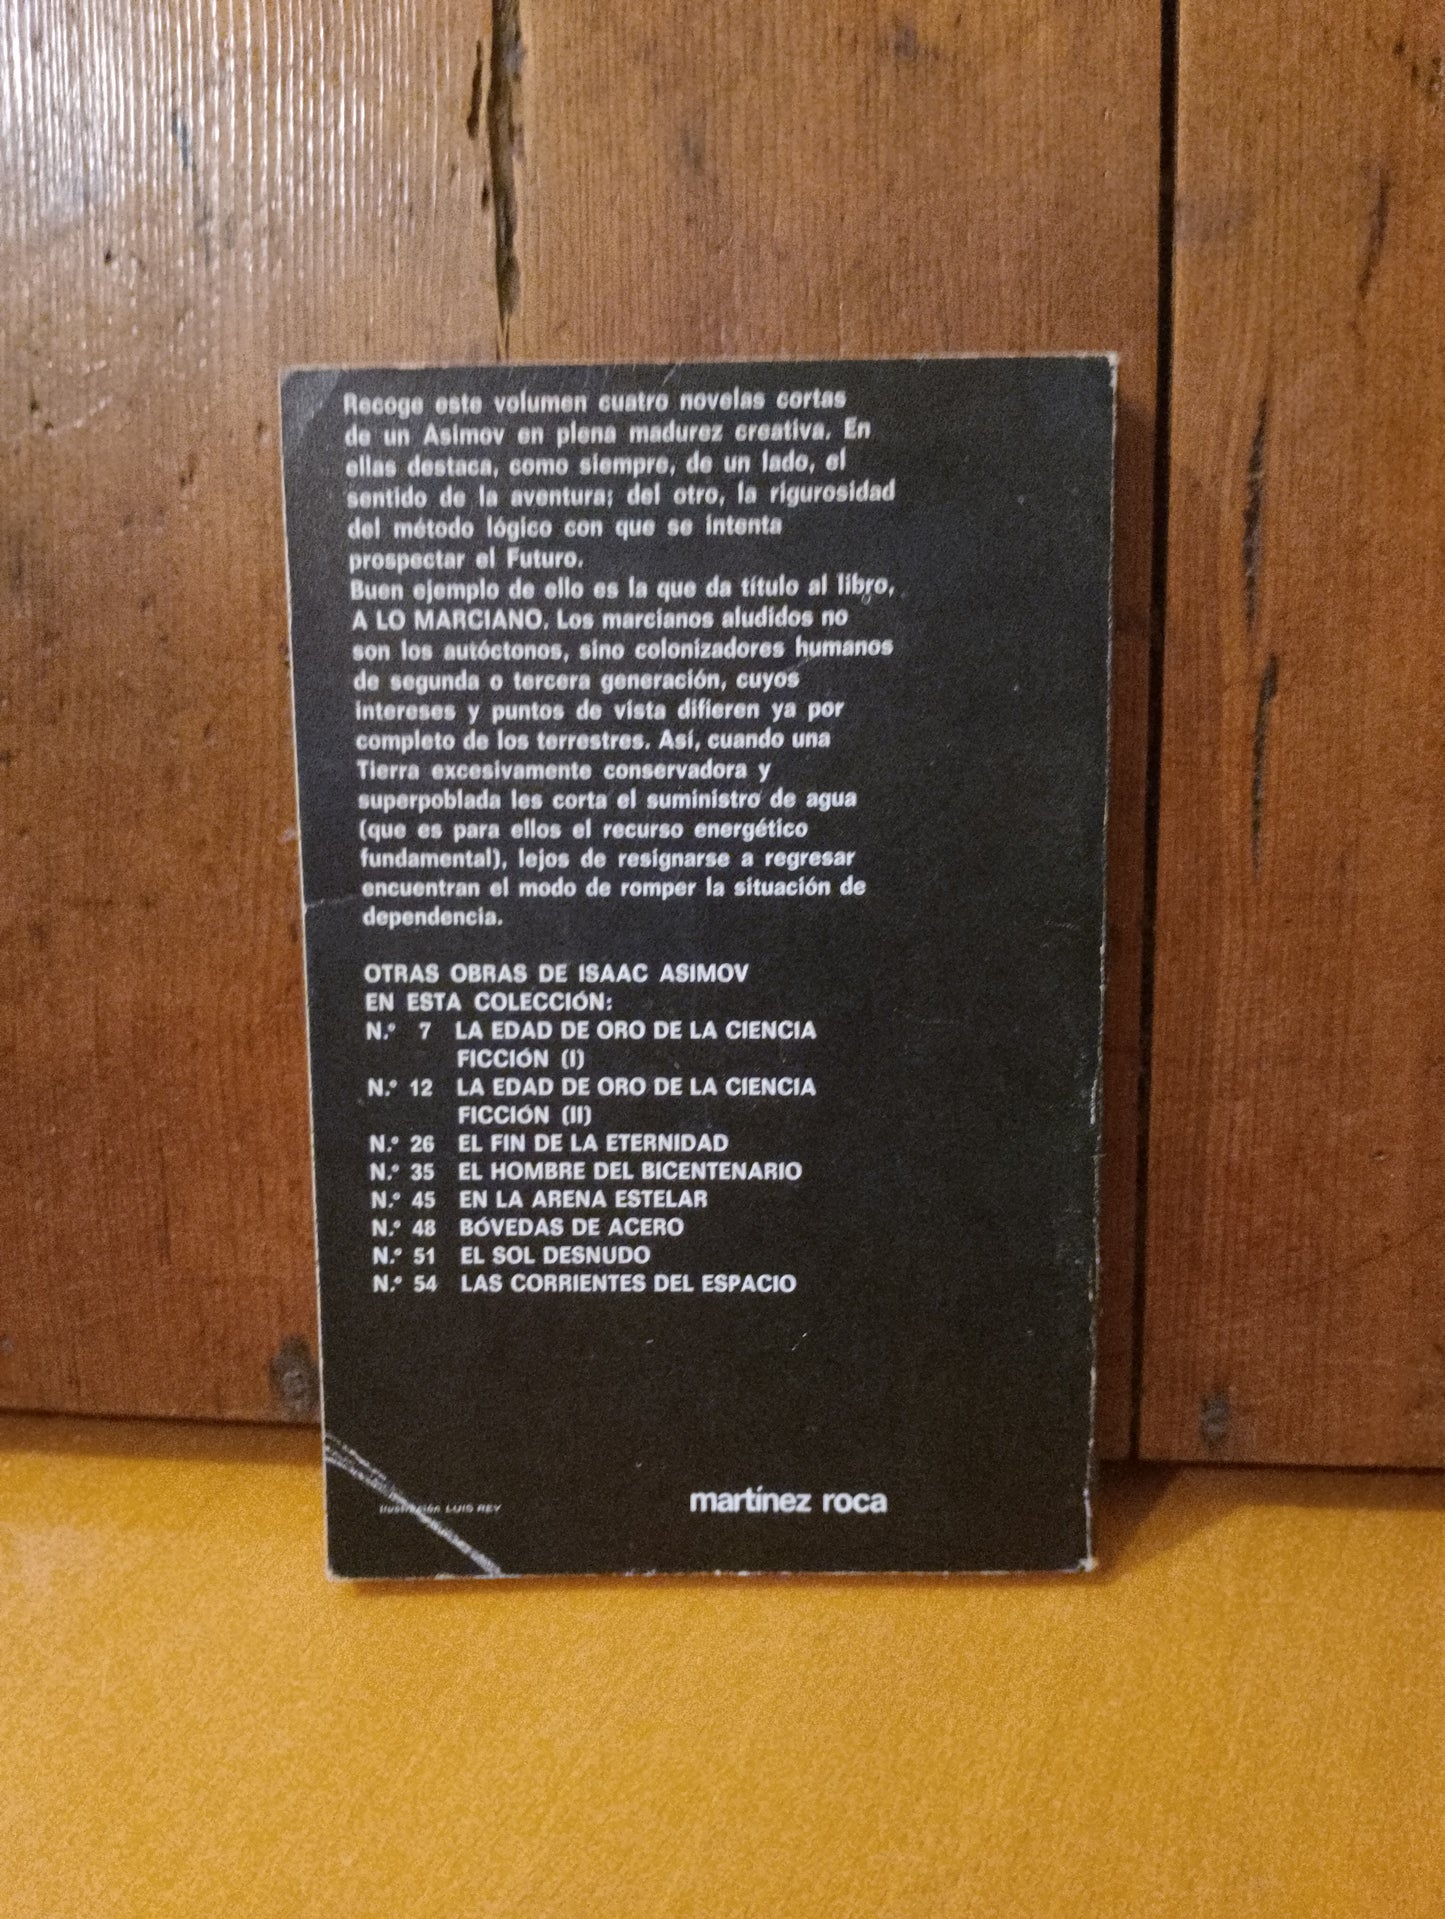 Recoge este volumen cuatro novelas cortas
de un Asimov en plena madurez creativa. En
ellas destaca, como siempre, de un lado, el
sentido de la aventura; del otro, la rigurosidad
del método lógico con que se intenta
prospectar el Futuro.
Buen ejemplo de ello es la que da título al libro,
A LO MARCIANO. Los marcianos aludidos no
son los autóctonos, sino colonizadores humanos
de segunda o tercera generación, cuyos
intereses y puntos de vista difieren ya por
completo de los terrestres. Así, cuando una
Tierra excesivamente conservadora y
superpoblada les corta el suministro de agua
(que es para ellos el recurso energético
fundamental), lejos de resignarse a regresar
encuentran el modo de romper la situación de
dependencia.
OTRAS OBRAS DE ISAAC ASIMOV
EN ESTA COLECCIÓN:
N.º 7 LA EDAD DE ORO DE LA CIENCIA
FICCIÓN (I)
N.º 12 LA EDAD DE ORO DE LA CIENCIA
FICCIÓN (II)
N.º 26 EL FIN DE LA ETERNIDAD
N.º 35 EL HOMBRE DEL BICENTENARIO
N.º 45 EN LA ARENA ESTELAR
N.º 48 BÓVEDAS DE ACERO
N.º 51 EL SOL DESNUDO
N.º 54 LAS CORRIENTES DEL ESPACIO
Ilustración LUIS REY
martínez roca